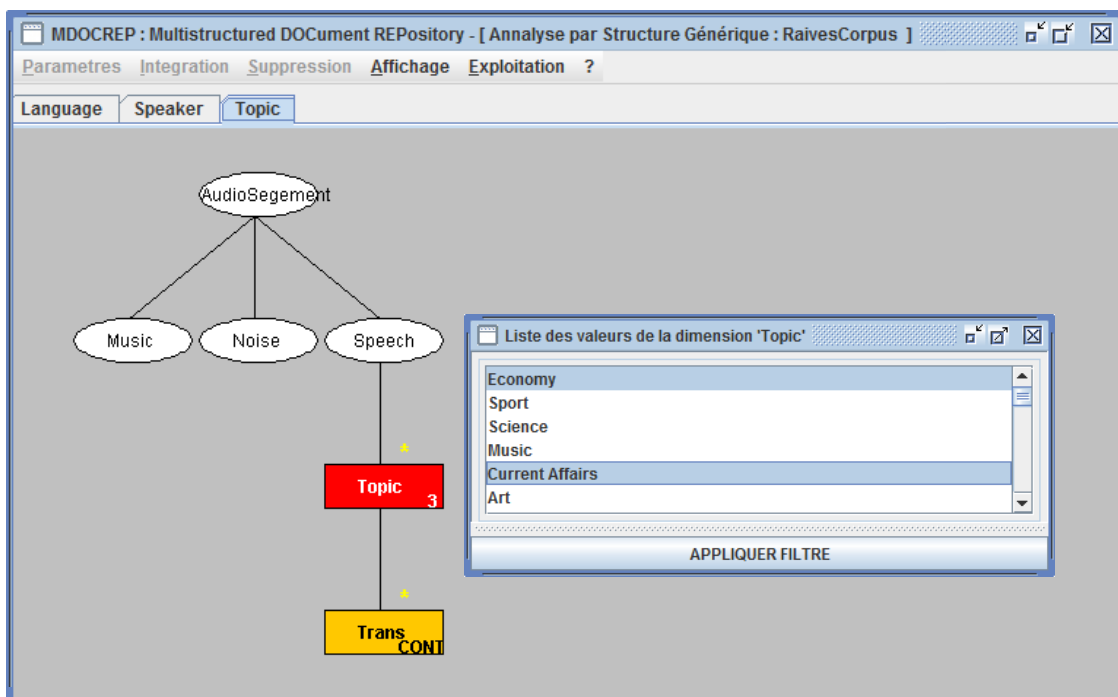 MDOCREP : Multistructured DOCument REPository - [ Annalyse par Structure Générique : RaivesCorpus ]
Parametres Integration Suppression Affichage Exploitation ?
Language Speaker Topic
AudioSegement
Music Noise Speech
Liste des valeurs de la dimension 'Topic'
Economy
Sport
Science
Music
Current Affairs
Art
*
Topic
3
APPLIQUER FILTRE
*
Trans
CONT